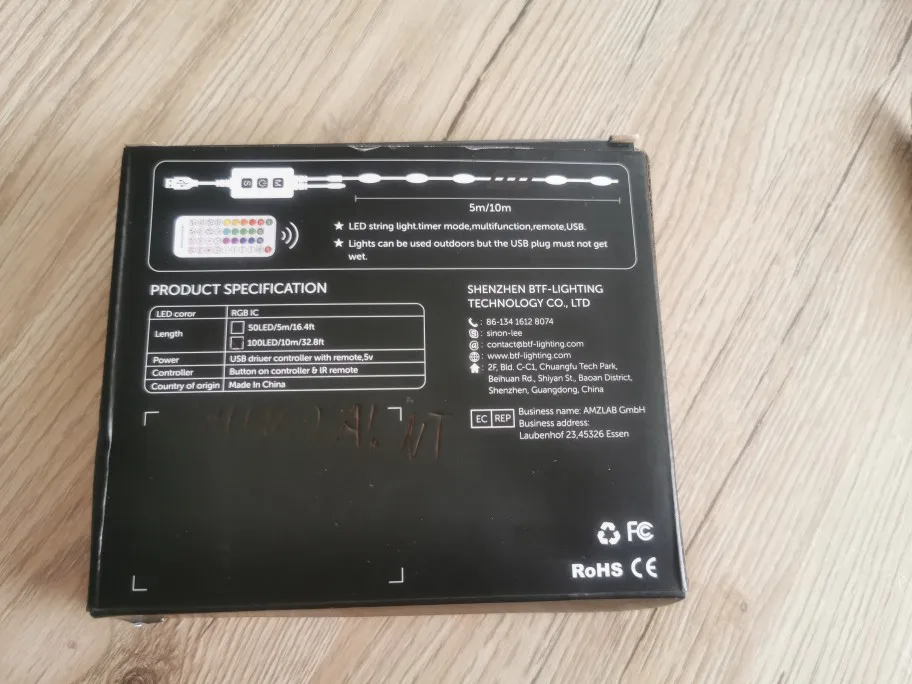 5m/10m
★ LED string light.timer mode,multifunction,remote,USB.
★ Lights can be used outdoors but the USB plug must not get
wet.
PRODUCT SPECIFICATION
LED coror RGB IC
Length 50LED/5m/16.4ft
100LED/10m/32.8ft
Power USB driuer controller with remote,5v
Controller Button on controller & IR remote
Country of origin Made In China
SHENZHEN BTF-LIGHTING
TECHNOLOGY CO., LTD
: 86-134 1612 8074
: sinon-lee
: contact@btf-lighting.com
: www.btf-lighting.com
: 2F, Bld. C-C1, Chuangfu Tech Park,
Beihuan Rd., Shiyan St., Baoan District,
Shenzhen, Guangdong, China
EC REP Business name: AMZLAB GmbH
Business address:
Laubenhof 23,45326 Essen
FC
RoHS CE